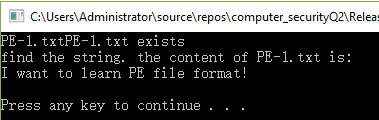 C:\Users\Administrator\source\repos\computer_securityQ2\Releas
PE-1.txtPE-1.txt exists
find the string. the content of PE-1.txt is:
I want to learn PE file format!
Press any key to continue . . .